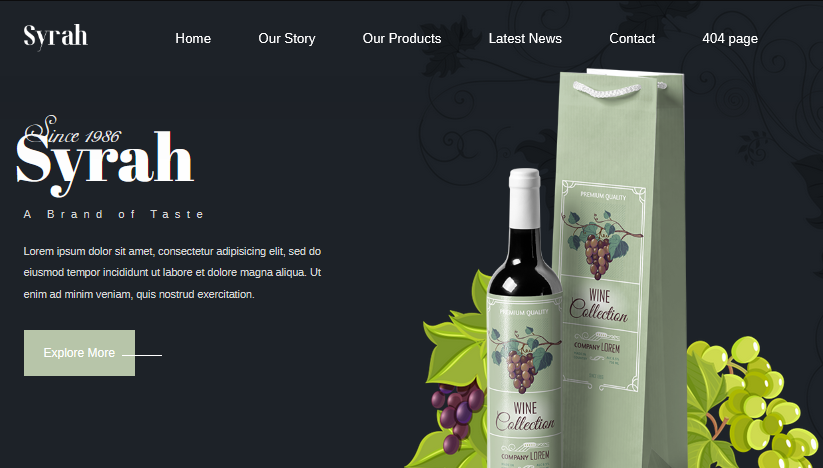 Syrah
Home
Our Story
Our Products
Latest News
Contact
404 page
Since 1986
Syrah
A Brand of Taste
Lorem ipsum dolor sit amet, consectetur adipisicing elit, sed do
eiusmod tempor incididunt ut labore et dolore magna aliqua. Ut
enim ad minim veniam, quis nostrud exercitation.
Explore More
PREMIUM QUALITY
WINE
Collection
COMPANY LOREM
PREMIUM QUALITY
WINE
Collection
COMPANY LOREM